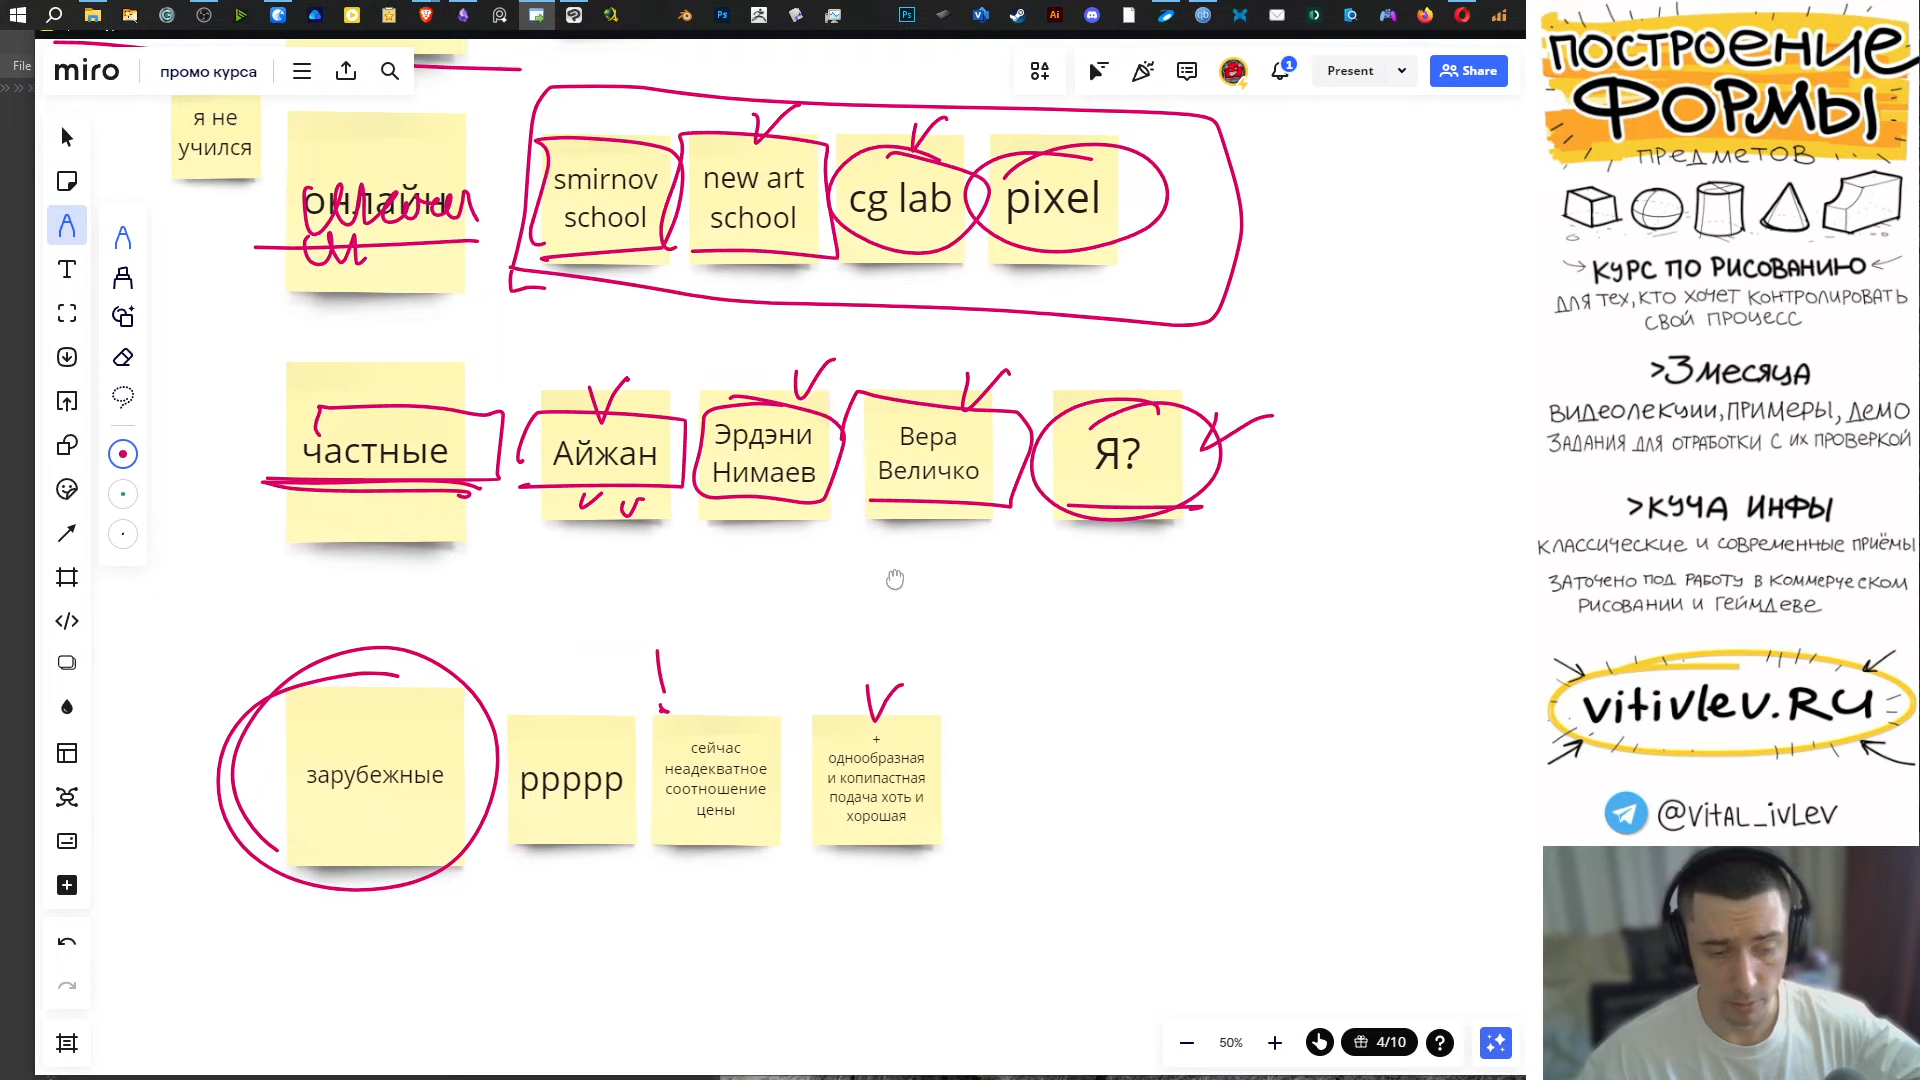 File
miro
промо курса
1
Present
Share
я не
учился
онлайн
smirnov
school
new art
school
cg lab
pixel
частные
Айжан
Эрдэни
Нимаев
Вера
Величко
Я?
зарубежные
ррррр
сейчас
неадекватное
соотношение
цены
+
однообразная
и копипастная
подача хоть и
хорошая
50%
4/10
ПОСТРОЕНИЕ
ФОРМЫ
ПРЕДМЕТОВ
КУРС ПО РИСОВАНИЮ
ДЛЯ ТЕХ, КТО ХОЧЕТ КОНТРОЛИРОВАТЬ
СВОЙ ПРОЦЕСС
>3 МЕСЯЦА
ВИДЕОЛЕКЦИИ, ПРИМЕРЫ, ДЕМО
ЗАДАНИЯ ДЛЯ ОТРАБОТКИ С ИХ ПРОВЕРКОЙ
>КУЧА ИНФЫ
КЛАССИЧЕСКИЕ И СОВРЕМЕННЫЕ ПРИЁМЫ
ЗАТОЧЕНО ПОД РАБОТУ В КОММЕРЧЕСКОМ
РИСОВАНИИ И ГЕЙМДЕВЕ
vitivlev.RU
@VITAL_IVLEV